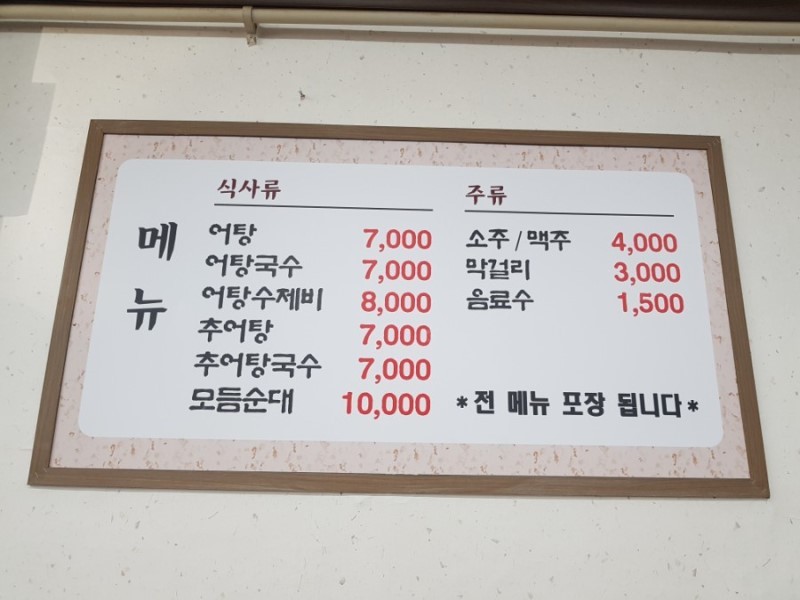 메뉴
식사류
어탕 7,000
어탕국수 7,000
어탕수제비 8,000
추어탕 7,000
추어탕국수 7,000
모듬순대 10,000
주류
소주/맥주 4,000
막걸리 3,000
음료수 1,500
*전 메뉴 포장 됩니다*